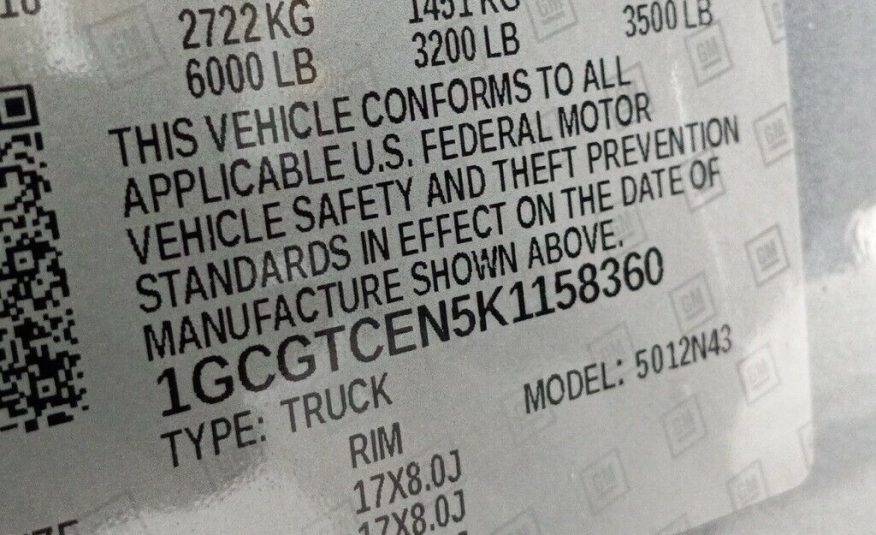 2722 KG 1451 KG
6000 LB 3200 LB 3500 LB
THIS VEHICLE CONFORMS TO ALL
APPLICABLE U.S. FEDERAL MOTOR
VEHICLE SAFETY AND THEFT PREVENTION
STANDARDS IN EFFECT ON THE DATE OF
MANUFACTURE SHOWN ABOVE.
1GCGTCEN5K1158360
TYPE: TRUCK MODEL: 5012N43
RIM
17X8.0J
17X8.0J